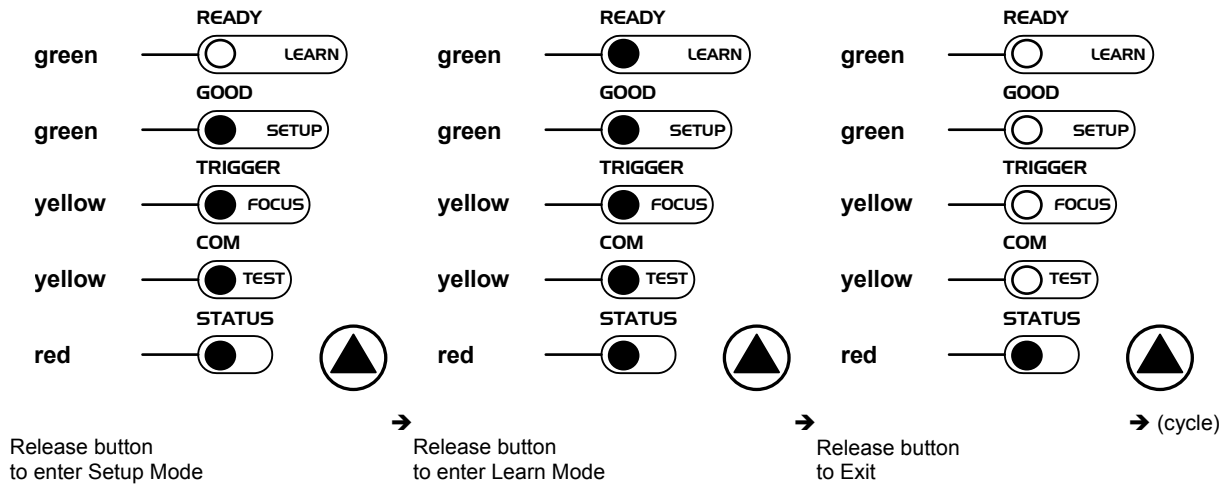 READY
green LEARN
GOOD
green SETUP
TRIGGER
yellow FOCUS
COM
yellow TEST
STATUS
red
Release button
to enter Setup Mode
➔
READY
green LEARN
GOOD
green SETUP
TRIGGER
yellow FOCUS
COM
yellow TEST
STATUS
red
Release button
to enter Learn Mode
➔
READY
green LEARN
GOOD
green SETUP
TRIGGER
yellow FOCUS
COM
yellow TEST
STATUS
red
Release button
to Exit
➔ (cycle)